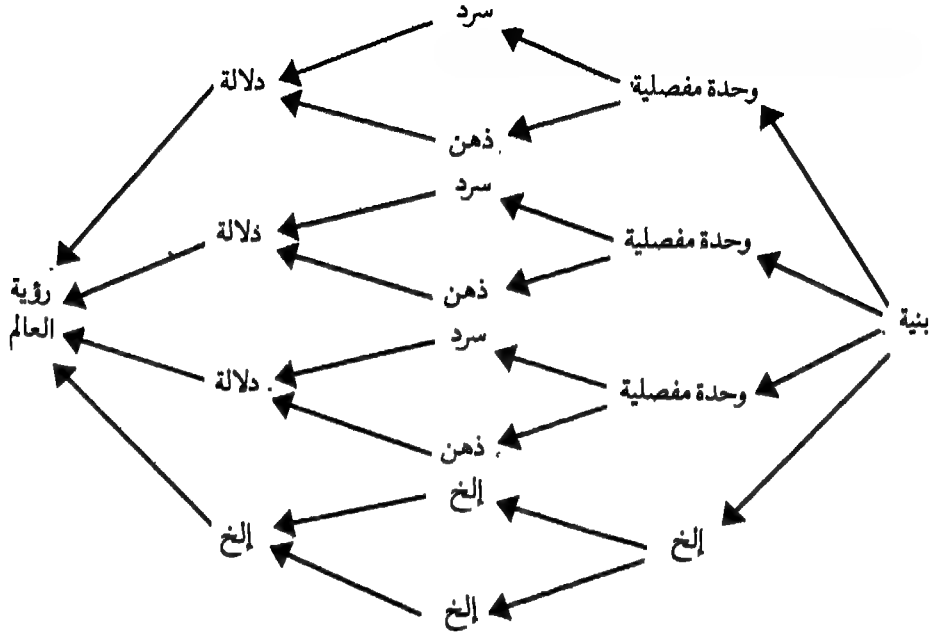 سرد
وحدة مفصلية
دلالة
ذهن
سرد
وحدة مفصلية
دلالة
ذهن
رؤية
العالم
بنية
سرد
وحدة مفصلية
دلالة
ذهن
إلخ
إلخ
إلخ
إلخ